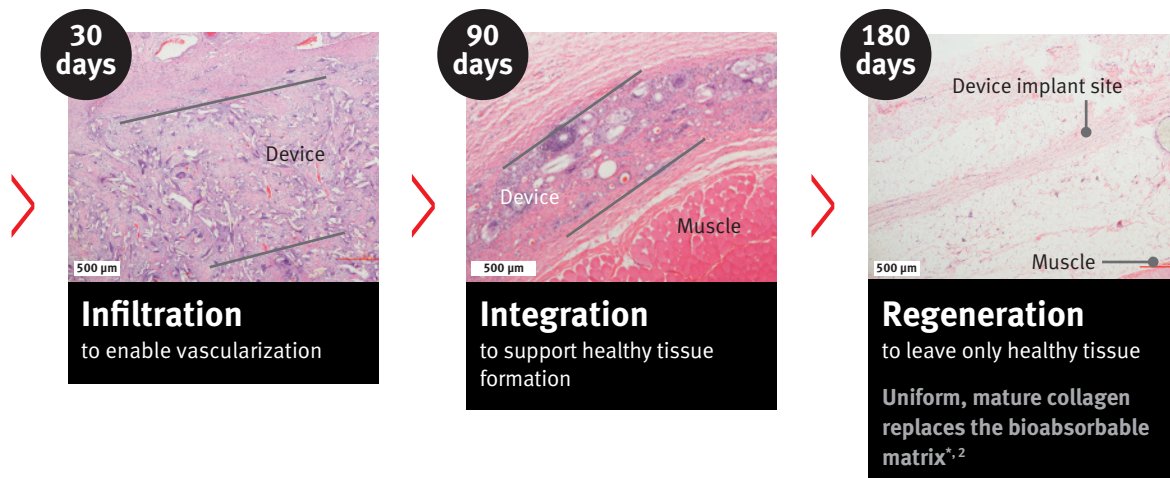 30
days
Device
500 µm
Infiltration
to enable vascularization
90
days
Device
Muscle
500 µm
Integration
to support healthy tissue
formation
180
days
Device implant site
Muscle
500 µm
Regeneration
to leave only healthy tissue
Uniform, mature collagen
replaces the bioabsorbable
matrix*, 2